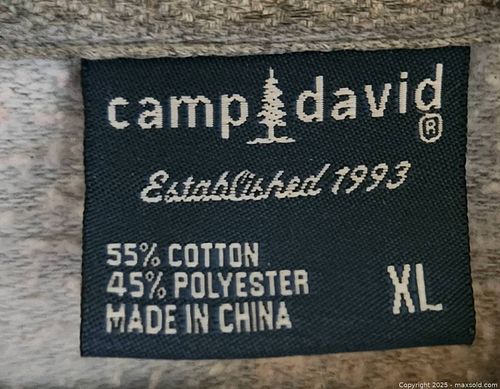 camp david
®
Established 1993
55% COTTON
45% POLYESTER
MADE IN CHINA
XL
Copyright 2025 - maxsold.com